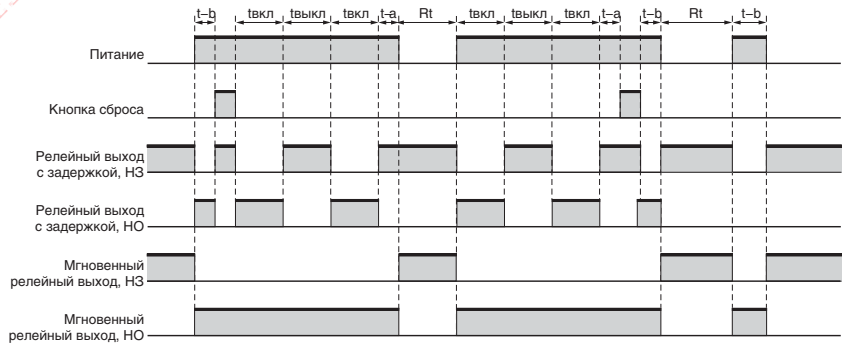 t–b tвкл tвыкл tвкл t–a Rt tвкл tвыкл tвкл t–a t–b Rt t–b
Питание
Кнопка сброса
Релейный выход
с задержкой, НЗ
Релейный выход
с задержкой, НО
Мгновенный
релейный выход, НЗ
Мгновенный
релейный выход, НО